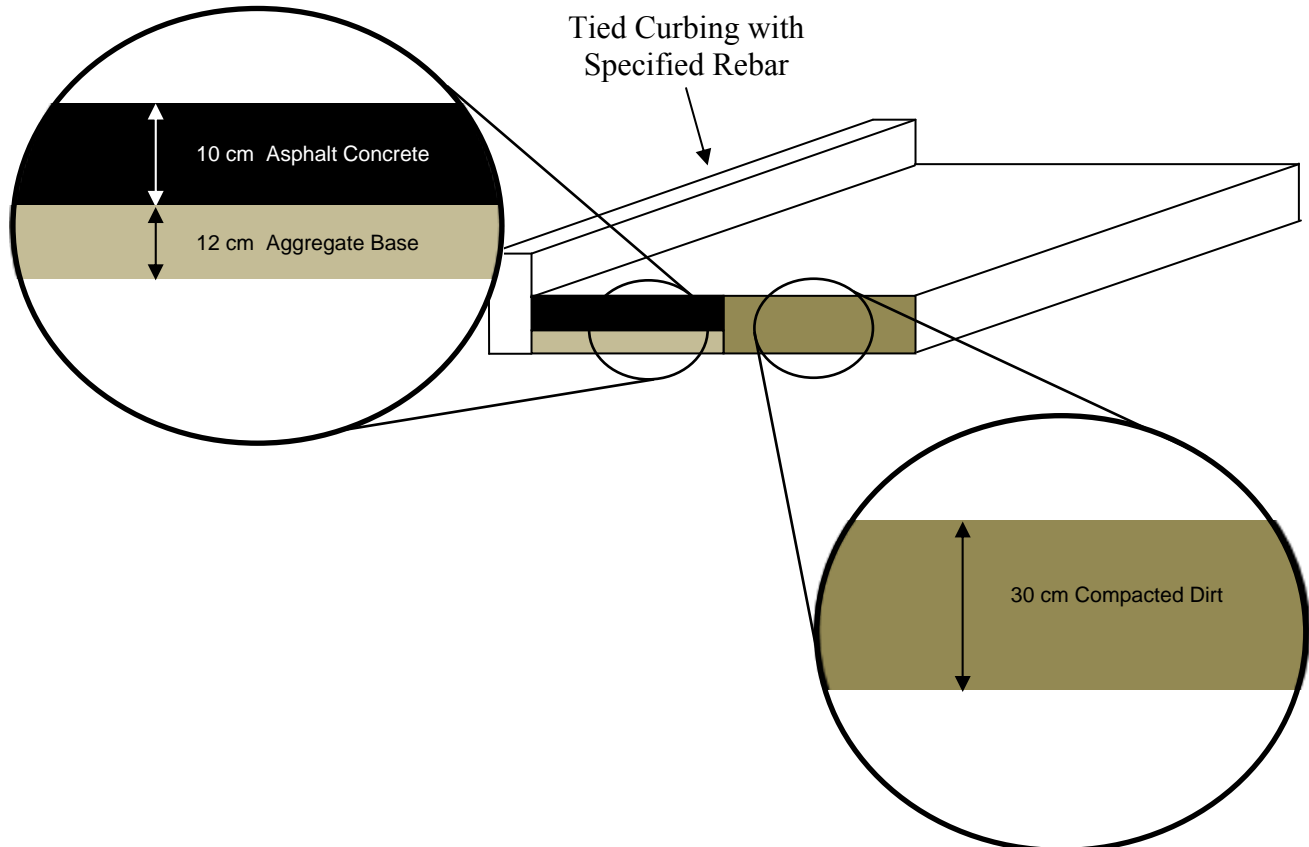 Tied Curbing with
Specified Rebar
10 cm Asphalt Concrete
12 cm Aggregate Base
30 cm Compacted Dirt